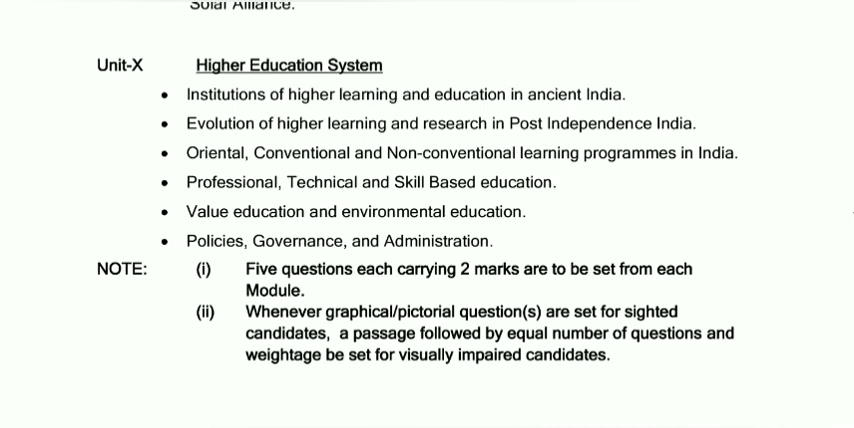 Solar Alliance.
Unit-X Higher Education System
• Institutions of higher learning and education in ancient India.
• Evolution of higher learning and research in Post Independence India.
• Oriental, Conventional and Non-conventional learning programmes in India.
• Professional, Technical and Skill Based education.
• Value education and environmental education.
• Policies, Governance, and Administration.
NOTE: (i) Five questions each carrying 2 marks are to be set from each
Module.
(ii) Whenever graphical/pictorial question(s) are set for sighted
candidates, a passage followed by equal number of questions and
weightage be set for visually impaired candidates.